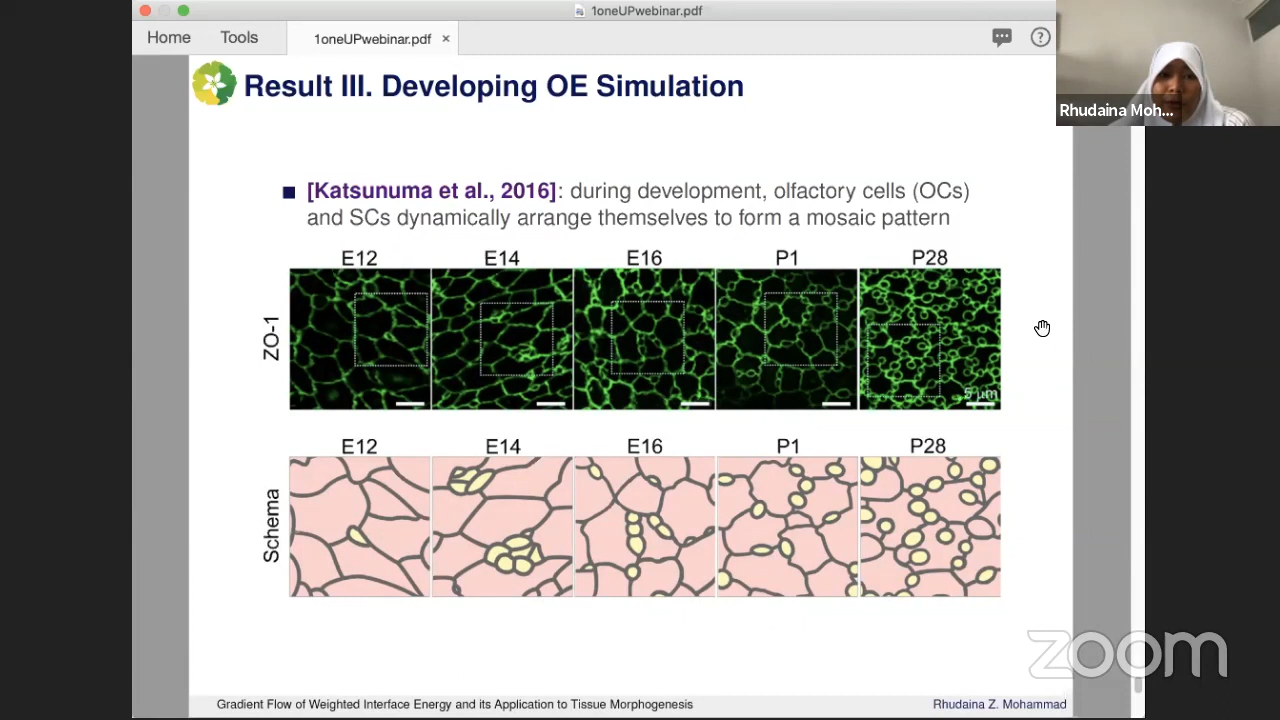 1oneUPwebinar.pdf
Home Tools 1oneUPwebinar.pdf ×
?
Rhudaina Moh...
Result III. Developing OE Simulation
[Katsunuma et al., 2016]: during development, olfactory cells (OCs)
and SCs dynamically arrange themselves to form a mosaic pattern
E12 E14 E16 P1 P28
ZO-1
5 μm
E12 E14 E16 P1 P28
Schema
zoom
Gradient Flow of Weighted Interface Energy and its Application to Tissue Morphogenesis Rhudaina Z. Mohammad